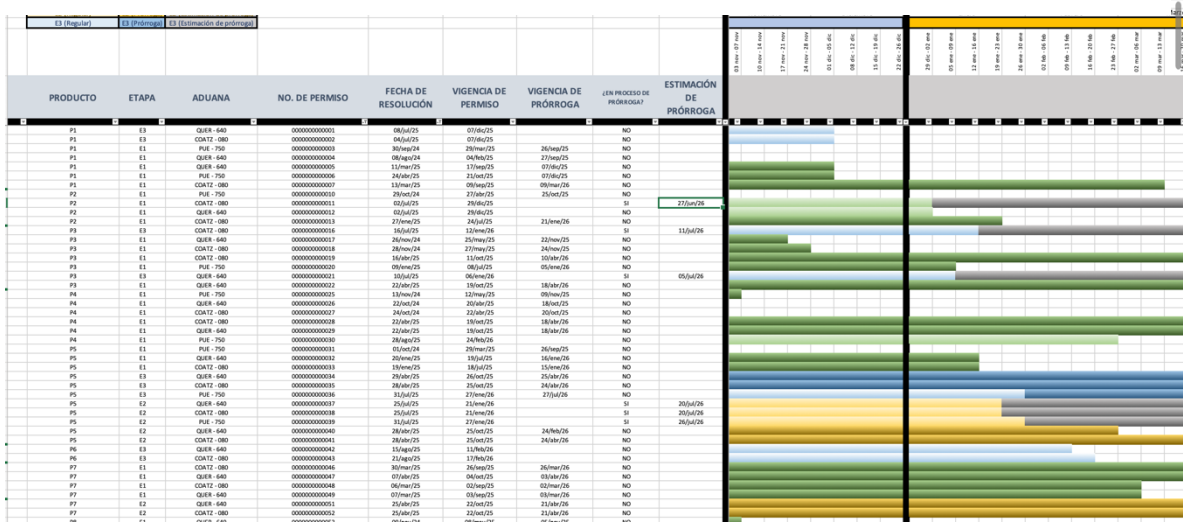 E3 (Regular) E3 (Prórroga) E3 (Estimación de prórroga)
03 nov - 07 nov
10 nov - 14 nov
17 nov - 21 nov
24 nov - 28 nov
01 dic - 05 dic
08 dic - 12 dic
15 dic - 19 dic
22 dic - 26 dic
29 dic - 02 ene
05 ene - 09 ene
12 ene - 16 ene
19 ene - 23 ene
26 ene - 30 ene
02 feb - 06 feb
09 feb - 13 feb
16 feb - 20 feb
23 feb - 27 feb
02 mar - 06 mar
09 mar - 13 mar
PRODUCTO ETAPA ADUANA NO. DE PERMISO FECHA DE RESOLUCIÓN VIGENCIA DE PERMISO VIGENCIA DE PRÓRROGA ¿EN PROCESO DE PRÓRROGA? ESTIMACIÓN DE PRÓRROGA
P1 E3 QUER - 640 0000000000001 08/jul/25 07/dic/25 NO
P1 E3 COATZ - 080 0000000000002 04/jul/25 07/dic/25 NO
P1 E1 PUE - 750 0000000000003 30/sep/24 29/mar/25 26/sep/25 NO
P1 E1 QUER - 640 0000000000004 08/ago/24 04/feb/25 27/sep/25 NO
P1 E1 QUER - 640 0000000000005 11/mar/25 17/sep/25 07/dic/25 NO
P1 E1 PUE - 750 0000000000006 24/abr/25 21/oct/25 07/dic/25 NO
P1 E1 COATZ - 080 0000000000007 13/mar/25 09/sep/25 09/mar/26 NO
P2 E1 PUE - 750 0000000000010 29/oct/24 27/abr/25 25/oct/25 NO
P2 E1 COATZ - 080 0000000000011 02/jul/25 29/dic/25 SI 27/jun/26
P2 E1 QUER - 640 0000000000012 02/jul/25 29/dic/25 NO
P2 E1 COATZ - 080 0000000000013 27/ene/25 24/jul/25 21/ene/26 NO
P3 E3 COATZ - 080 0000000000016 16/jul/25 12/ene/26 SI 11/jul/26
P3 E1 QUER - 640 0000000000017 26/nov/24 25/may/25 22/nov/25 NO
P3 E1 COATZ - 080 0000000000018 28/nov/24 27/may/25 24/nov/25 NO
P3 E1 COATZ - 080 0000000000019 16/abr/25 11/oct/25 10/abr/26 NO
P3 E1 PUE - 750 0000000000020 09/ene/25 08/jul/25 05/ene/26 NO
P3 E3 QUER - 640 0000000000021 10/jul/25 06/ene/26 SI 05/jul/26
P3 E1 QUER - 640 0000000000022 22/abr/25 19/oct/25 18/abr/26 NO
P4 E1 PUE - 750 0000000000025 13/nov/24 12/may/25 09/nov/25 NO
P4 E1 QUER - 640 0000000000026 22/oct/24 20/abr/25 18/oct/25 NO
P4 E1 COATZ - 080 0000000000027 24/oct/24 22/abr/25 20/oct/25 NO
P4 E1 COATZ - 080 0000000000028 22/abr/25 19/oct/25 18/abr/26 NO
P4 E1 QUER - 640 0000000000029 22/abr/25 19/oct/25 18/abr/26 NO
P4 E1 PUE - 750 0000000000030 28/ago/25 24/feb/26 NO
P4 E1 PUE - 750 0000000000031 01/oct/24 29/mar/25 26/sep/25 NO
P5 E1 QUER - 640 0000000000032 20/ene/25 19/jul/25 16/ene/26 NO
P5 E1 COATZ - 080 0000000000033 19/ene/25 18/jul/25 15/ene/26 NO
P5 E3 QUER - 640 0000000000034 29/abr/25 26/oct/25 25/abr/26 NO
P5 E3 COATZ - 080 0000000000035 28/abr/25 25/oct/25 24/abr/26 NO
P5 E3 PUE - 750 0000000000036 31/jul/25 27/ene/26 27/jul/26 NO
P5 E2 QUER - 640 0000000000037 25/jul/25 21/ene/26 SI 20/jul/26
P5 E2 COATZ - 080 0000000000038 25/jul/25 21/ene/26 SI 20/jul/26
P5 E2 PUE - 750 0000000000039 31/jul/25 27/ene/26 SI 26/jul/26
P5 E2 QUER - 640 0000000000040 28/abr/25 25/oct/25 24/feb/26 NO
P5 E2 COATZ - 080 0000000000041 28/abr/25 25/oct/25 24/abr/26 NO
P6 E3 QUER - 640 0000000000042 15/ago/25 11/feb/26 NO
P6 E3 COATZ - 080 0000000000043 21/ago/25 17/feb/26 NO
P7 E1 COATZ - 080 0000000000046 30/mar/25 26/sep/25 26/mar/26 NO
P7 E1 QUER - 640 0000000000047 07/abr/25 04/oct/25 03/abr/26 NO
P7 E1 COATZ - 080 0000000000048 06/mar/25 02/sep/25 02/mar/26 NO
P7 E1 QUER - 640 0000000000049 07/mar/25 03/sep/25 03/mar/26 NO
P7 E2 QUER - 640 0000000000051 25/abr/25 22/oct/25 21/abr/26 NO
P7 E2 COATZ - 080 0000000000052 25/abr/25 22/oct/25 21/abr/26 NO